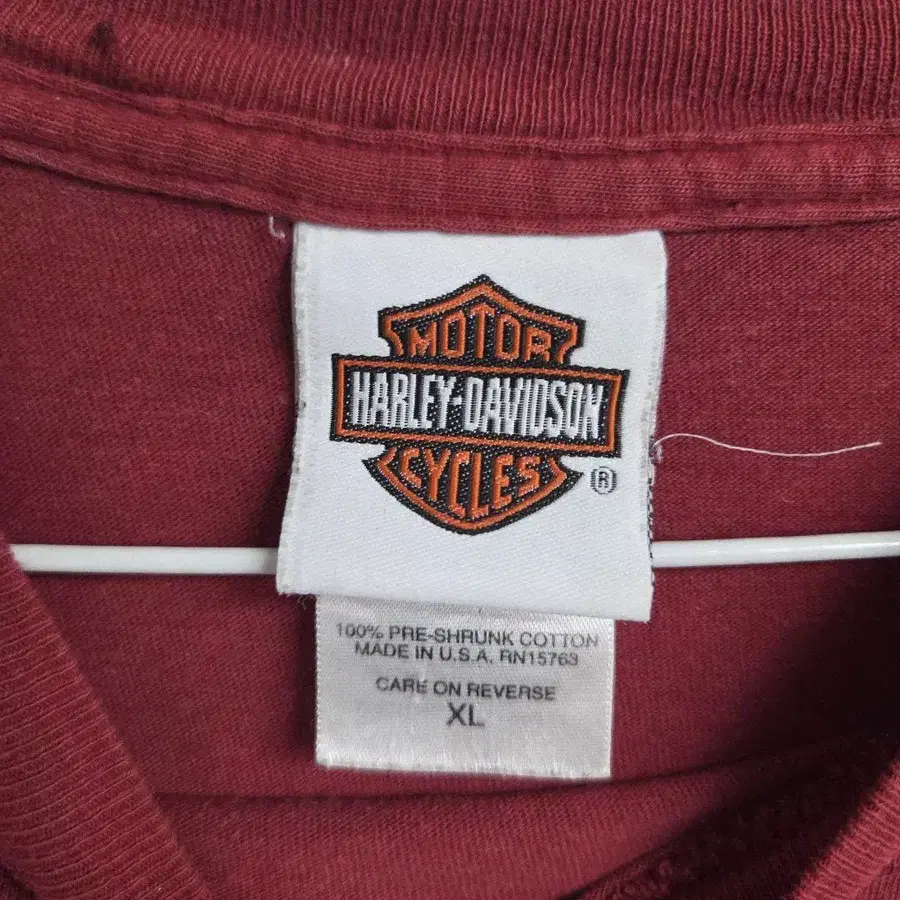 MOTOR
HARLEY-DAVIDSON
CYCLES
®
100% PRE-SHRUNK COTTON
MADE IN U.S.A. RN15763
CARE ON REVERSE
XL